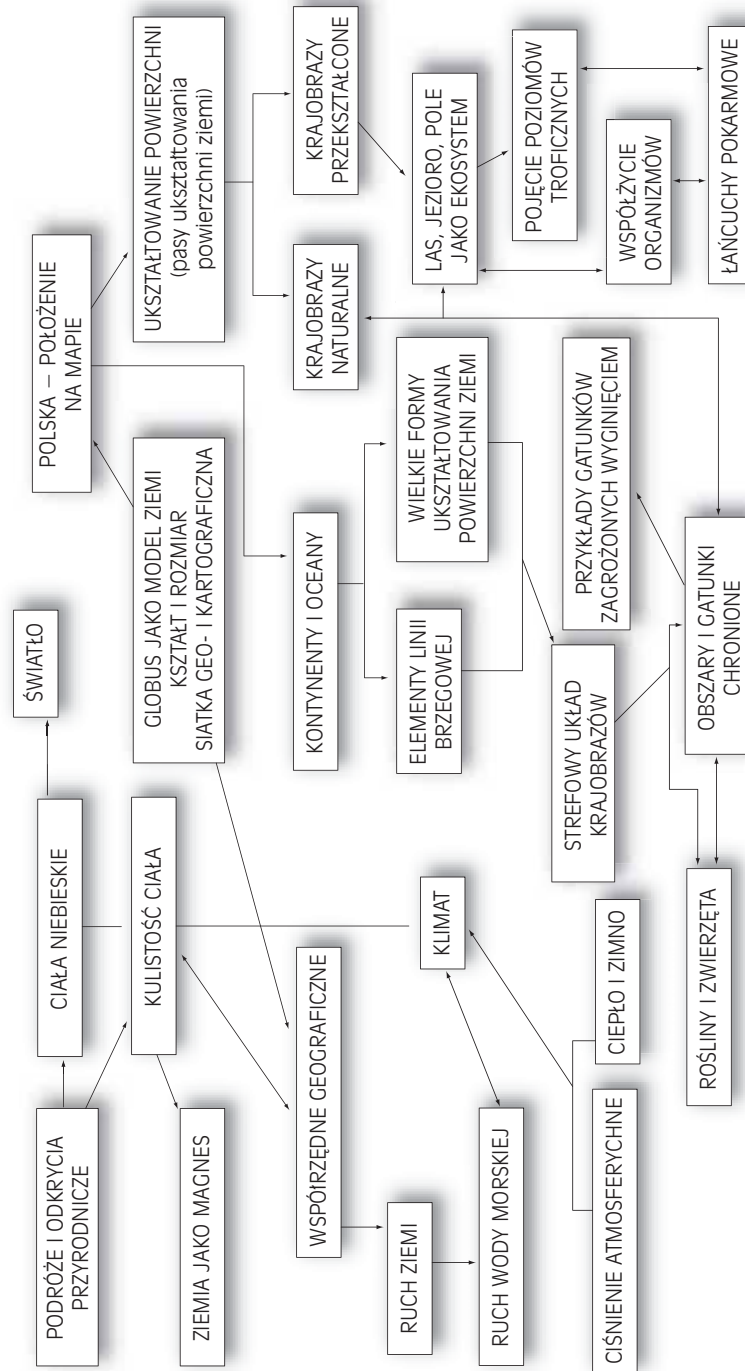 PODRÓŻE I ODKRYCIA
PRZYRODNICZE
CIAŁA NIEBIESKIE
ŚWIATŁO
POLSKA – POŁOŻENIE
NA MAPIE
ZIEMIA JAKO MAGNES
KULISTOŚĆ CIAŁA
GLOBUS JAKO MODEL ZIEMI
KSZTAŁT I ROZMIAR
SIATKA GEO- I KARTOGRAFICZNA
UKSZTAŁTOWANIE POWIERZCHNI
(pasy ukształtowania
powierzchni ziemi)
WSPÓŁRZĘDNE GEOGRAFICZNE
KONTYNENTY I OCEANY
KRAJOBRAZY
NATURALNE
KRAJOBRAZY
PRZEKSZTAŁCONE
RUCH ZIEMI
KLIMAT
ELEMENTY LINII
BRZEGOWEJ
WIELKIE FORMY
UKSZTAŁTOWANIA
POWIERZCHNI ZIEMI
LAS, JEZIORO, POLE
JAKO EKOSYSTEM
RUCH WODY MORSKIEJ
POJĘCIE POZIOMÓW
TROFICZNYCH
STREFOWY UKŁAD
KRAJOBRAZÓW
PRZYKŁADY GATUNKÓW
ZAGROŻONYCH WYGINIĘCIEM
WSPÓŁŻYCIE
ORGANIZMÓW
CIŚNIENIE ATMOSFERYCHNE
CIEPŁO I ZIMNO
ROŚLINY I ZWIERZĘTA
OBSZARY I GATUNKI
CHRONIONE
ŁAŃCUCHY POKARMOWE